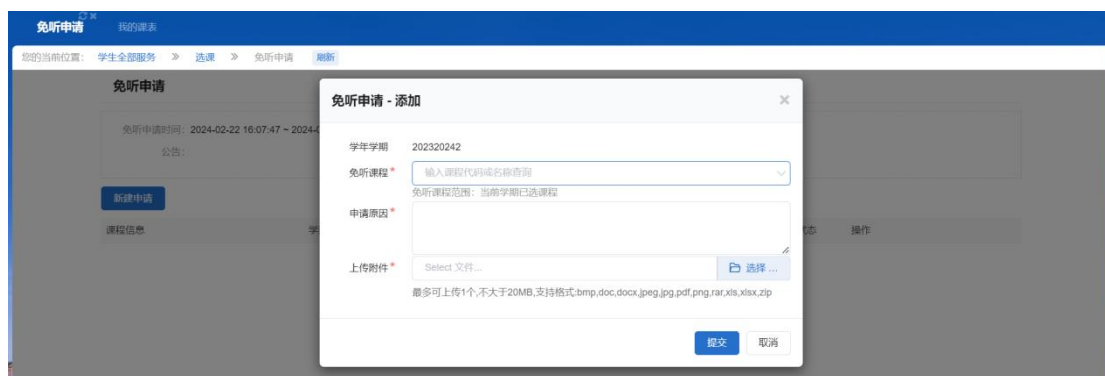 免听申请 我的课表
您的当前位置: 学生全部服务 》 选课 》 免听申请 刷新
免听申请
免听申请 - 添加
免听申请时间: 2024-02-22 16:07:47 ~ 2024-0
公告:
学年学期 202320242
免听课程* 输入课程代码或名称查询
免听课程范围: 当前学期已选课程
新建申请
申请原因*
课程信息 学 状态 操作
上传附件* Select 文件... 选择 ...
最多可上传1个,不大于20MB,支持格式:bmp,doc,docx,jpeg,jpg,pdf,png,rar,xls,xlsx,zip
提交 取消